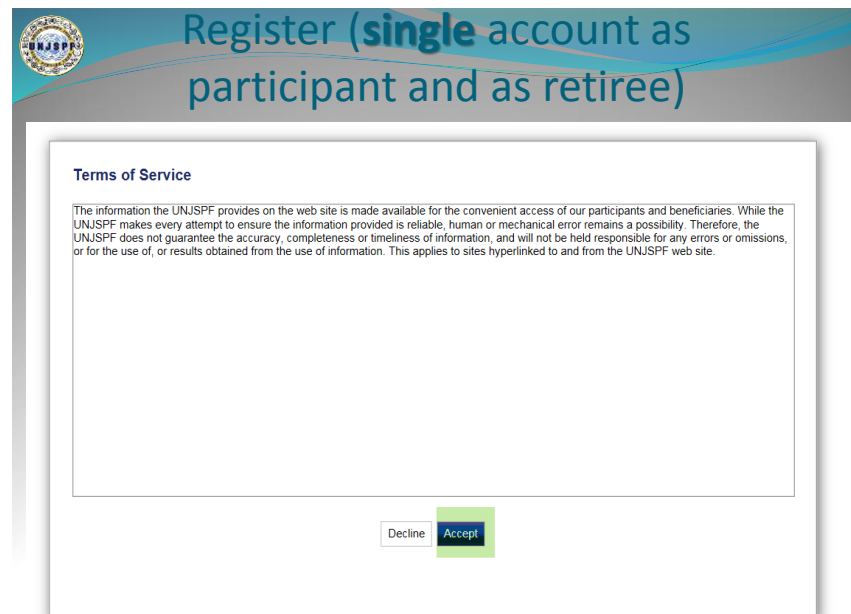 UNJSPF
Register (single account as
participant and as retiree)
Terms of Service
The information the UNJSPF provides on the web site is made available for the convenient access of our participants and beneficiaries. While the
UNJSPF makes every attempt to ensure the information provided is reliable, human or mechanical error remains a possibility. Therefore, the
UNJSPF does not guarantee the accuracy, completeness or timeliness of information, and will not be held responsible for any errors or omissions,
or for the use of, or results obtained from the use of information. This applies to sites hyperlinked to and from the UNJSPF web site.
Decline Accept